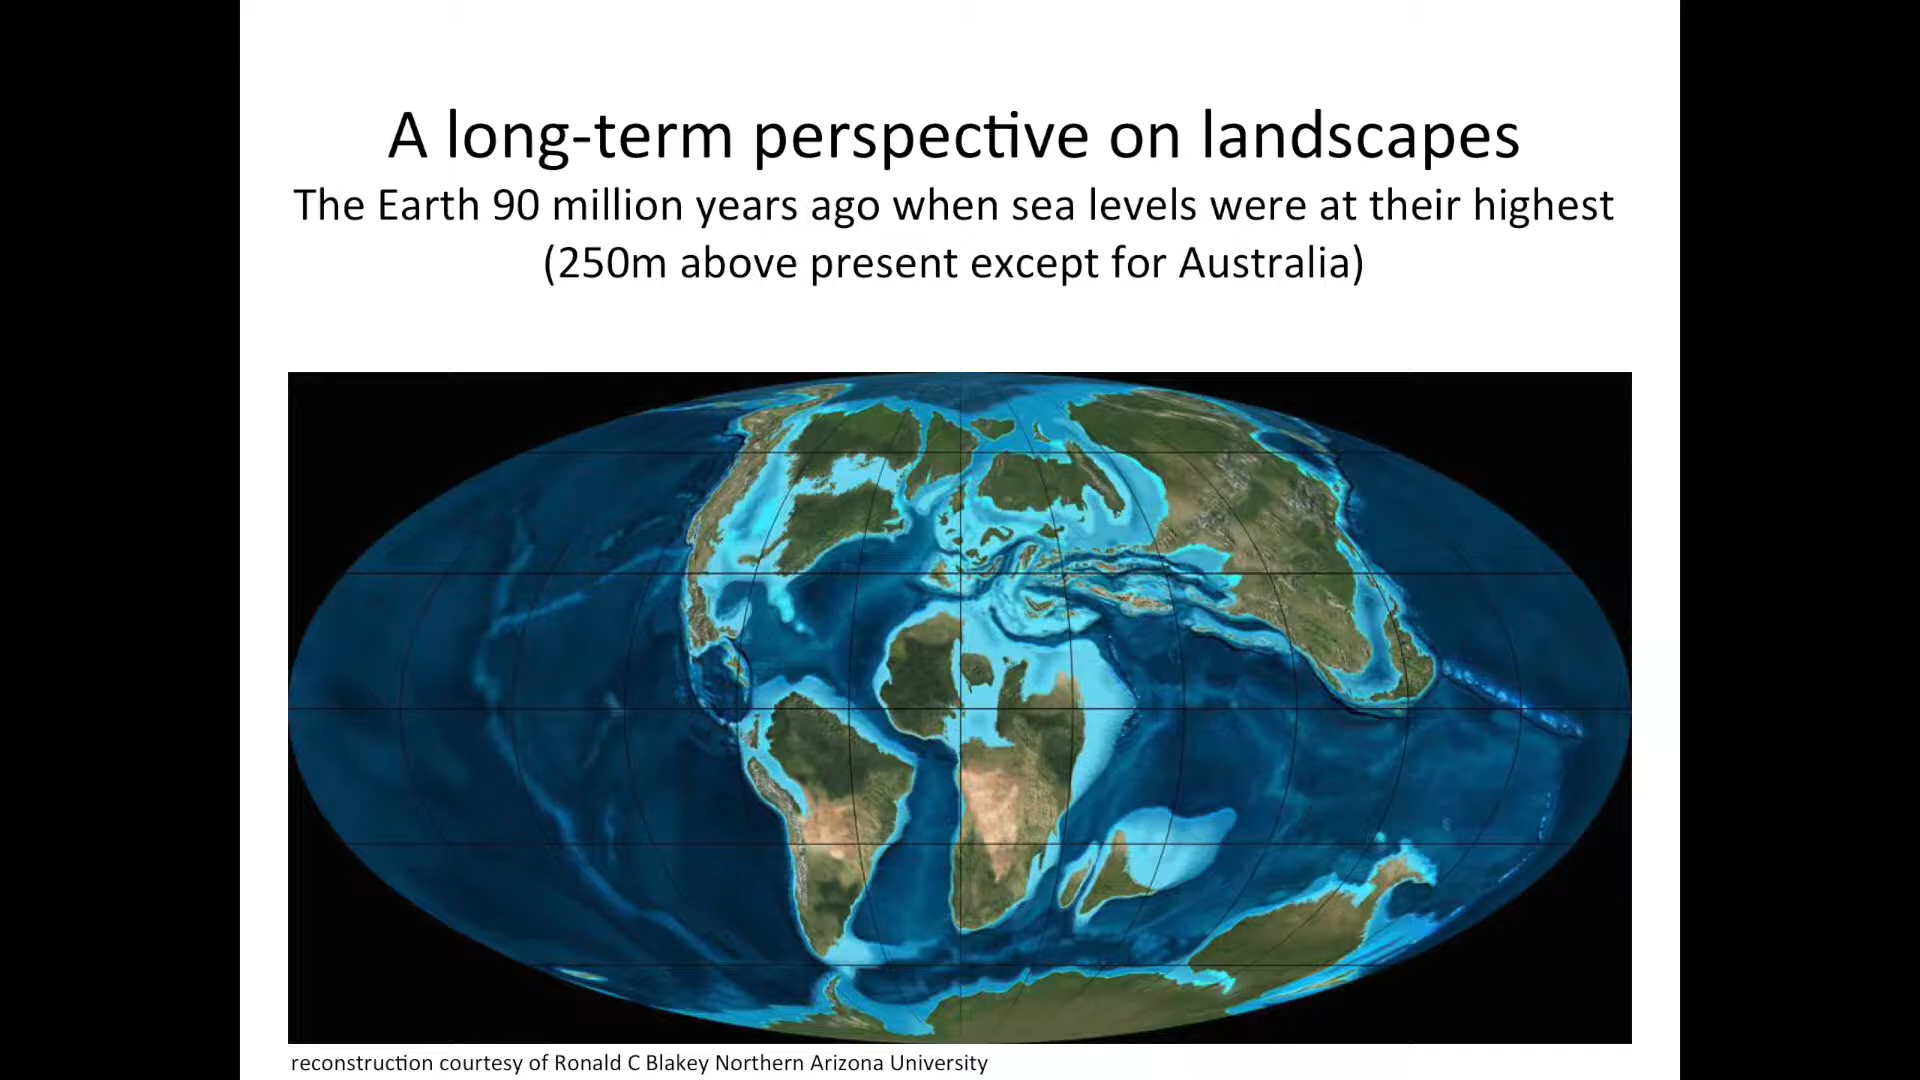 A long-term perspective on landscapes
The Earth 90 million years ago when sea levels were at their highest
(250m above present except for Australia)
reconstruction courtesy of Ronald C Blakey Northern Arizona University